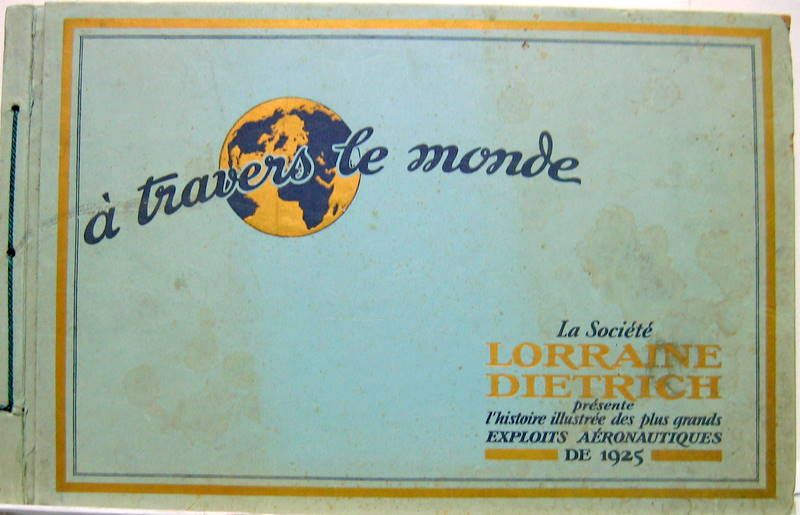 à travers le monde
La Société
LORRAINE
DIETRICH
présente
l'histoire illustrée des plus grands
EXPLOITS AÉRONAUTIQUES
DE 1925